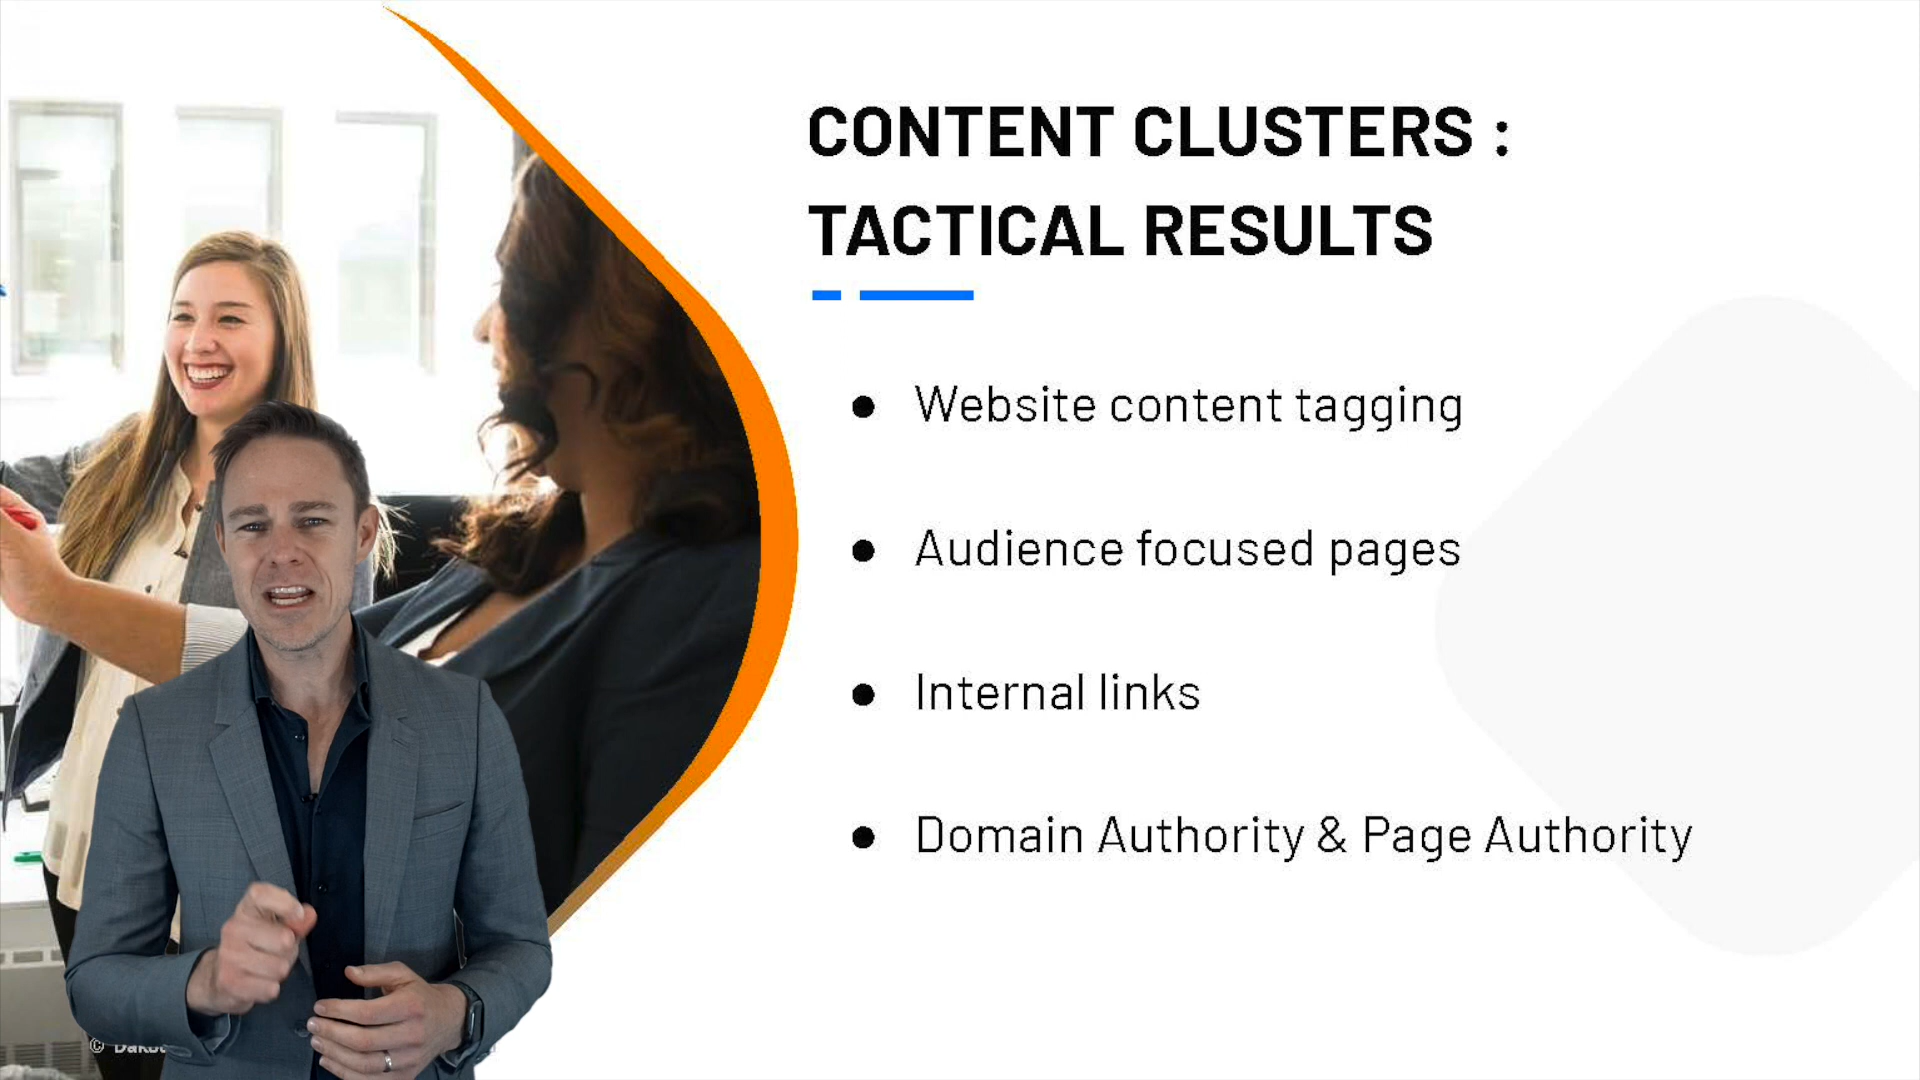 CONTENT CLUSTERS :
TACTICAL RESULTS
● Website content tagging
● Audience focused pages
● Internal links
● Domain Authority & Page Authority
©